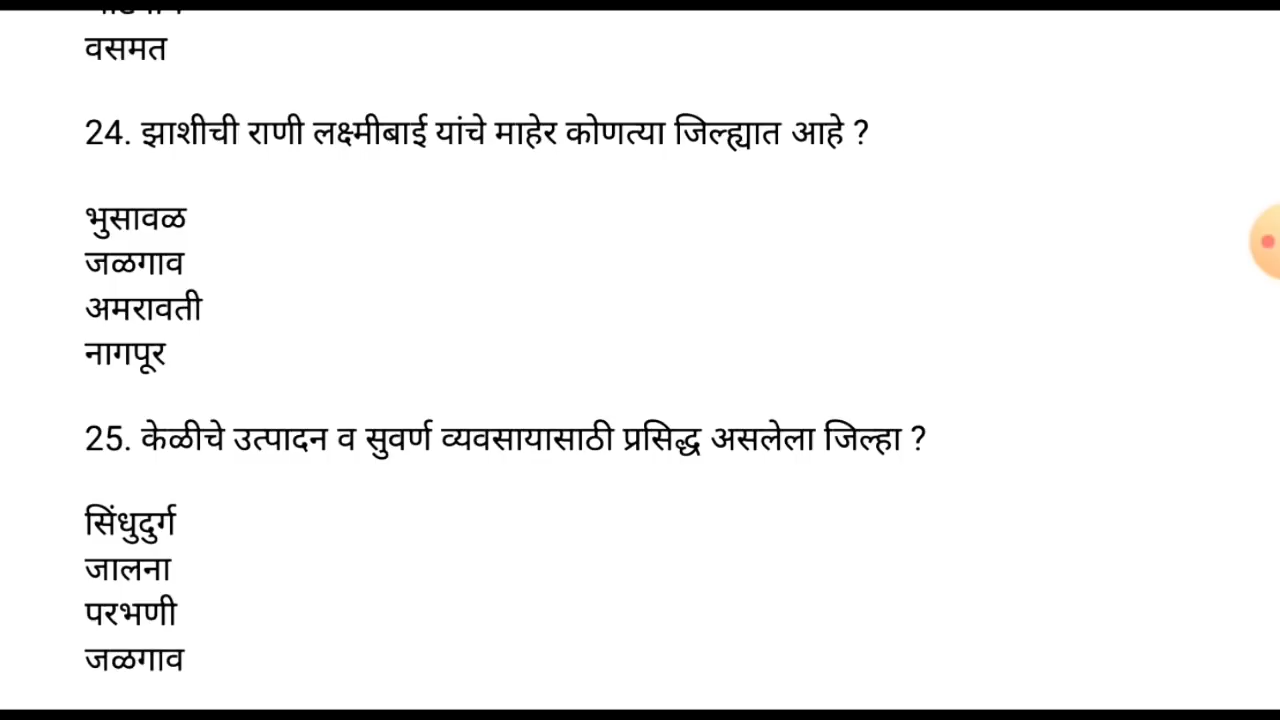 वसमत
24. झाशीची राणी लक्ष्मीबाई यांचे माहेर कोणत्या जिल्ह्यात आहे ?
भुसावळ
जळगाव
अमरावती
नागपूर
25. केळीचे उत्पादन व सुवर्ण व्यवसायासाठी प्रसिद्ध असलेला जिल्हा ?
सिंधुदुर्ग
जालना
परभणी
जळगाव